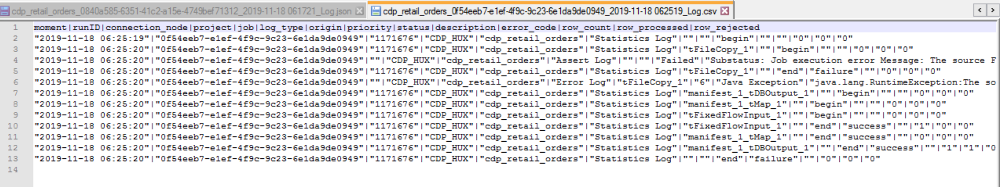 cdp_retail_orders_0840a585-6351-41c2-a15e-4749bef71312_2019-11-18 061721_Log.json
cdp_retail_orders_0f54eeb7-e1ef-4f9c-9c23-6e1da9de0949_2019-11-18 062519_Log.csv
1 moment|runID|connection_node|project|job|log_type|origin|priority|status|description|error_code|row_count|row_processed|row_rejected
2 "2019-11-18 06:25:19"|"0f54eeb7-e1ef-4f9c-9c23-6e1da9de0949"|"1171676"|"CDP_HUX"|"cdp_retail_orders"|"Statistics Log"|""|""|"begin"|""|""|"0"|"0"|"0"
3 "2019-11-18 06:25:20"|"0f54eeb7-e1ef-4f9c-9c23-6e1da9de0949"|"1171676"|"CDP_HUX"|"cdp_retail_orders"|"Statistics Log"|"tFileCopy_1"|""|"begin"|""|""|"0"|"0"|"0"
4 "2019-11-18 06:25:20"|"0f54eeb7-e1ef-4f9c-9c23-6e1da9de0949"|""|"CDP_HUX"|"cdp_retail_orders"|"Assert Log"|""|""|"Failed"|"Substatus: Job execution error Message: The source F
5 "2019-11-18 06:25:20"|"0f54eeb7-e1ef-4f9c-9c23-6e1da9de0949"|"1171676"|"CDP_HUX"|"cdp_retail_orders"|"Statistics Log"|"tFileCopy_1"|""|"end"|"failure"|""|"0"|"0"|"0"
6 "2019-11-18 06:25:20"|"0f54eeb7-e1ef-4f9c-9c23-6e1da9de0949"|""|"CDP_HUX"|"cdp_retail_orders"|"Error Log"|"tFileCopy_1"|"6"|"Java Exception"|"java.lang.RuntimeException:The so
7 "2019-11-18 06:25:20"|"0f54eeb7-e1ef-4f9c-9c23-6e1da9de0949"|"1171676"|"CDP_HUX"|"cdp_retail_orders"|"Statistics Log"|"manifest_1_tDBOutput_1"|""|"begin"|""|""|"0"|"0"|"0"
8 "2019-11-18 06:25:20"|"0f54eeb7-e1ef-4f9c-9c23-6e1da9de0949"|"1171676"|"CDP_HUX"|"cdp_retail_orders"|"Statistics Log"|"manifest_1_tMap_1"|""|"begin"|""|""|"0"|"0"|"0"
9 "2019-11-18 06:25:20"|"0f54eeb7-e1ef-4f9c-9c23-6e1da9de0949"|"1171676"|"CDP_HUX"|"cdp_retail_orders"|"Statistics Log"|"tFixedFlowInput_1"|""|"begin"|""|""|"0"|"0"|"0"
10 "2019-11-18 06:25:20"|"0f54eeb7-e1ef-4f9c-9c23-6e1da9de0949"|"1171676"|"CDP_HUX"|"cdp_retail_orders"|"Statistics Log"|"tFixedFlowInput_1"|""|"end"|"success"|""|"1"|"0"|"0"
11 "2019-11-18 06:25:20"|"0f54eeb7-e1ef-4f9c-9c23-6e1da9de0949"|"1171676"|"CDP_HUX"|"cdp_retail_orders"|"Statistics Log"|"manifest_1_tMap_1"|""|"end"|"success"|""|"0"|"0"|"0"
12 "2019-11-18 06:25:20"|"0f54eeb7-e1ef-4f9c-9c23-6e1da9de0949"|"1171676"|"CDP_HUX"|"cdp_retail_orders"|"Statistics Log"|"manifest_1_tDBOutput_1"|""|"end"|"success"|""|"1"|"1"|"0
13 "2019-11-18 06:25:20"|"0f54eeb7-e1ef-4f9c-9c23-6e1da9de0949"|"1171676"|"CDP_HUX"|"cdp_retail_orders"|"Statistics Log"|""|""|"end"|"failure"|""|"0"|"0"|"0"
14